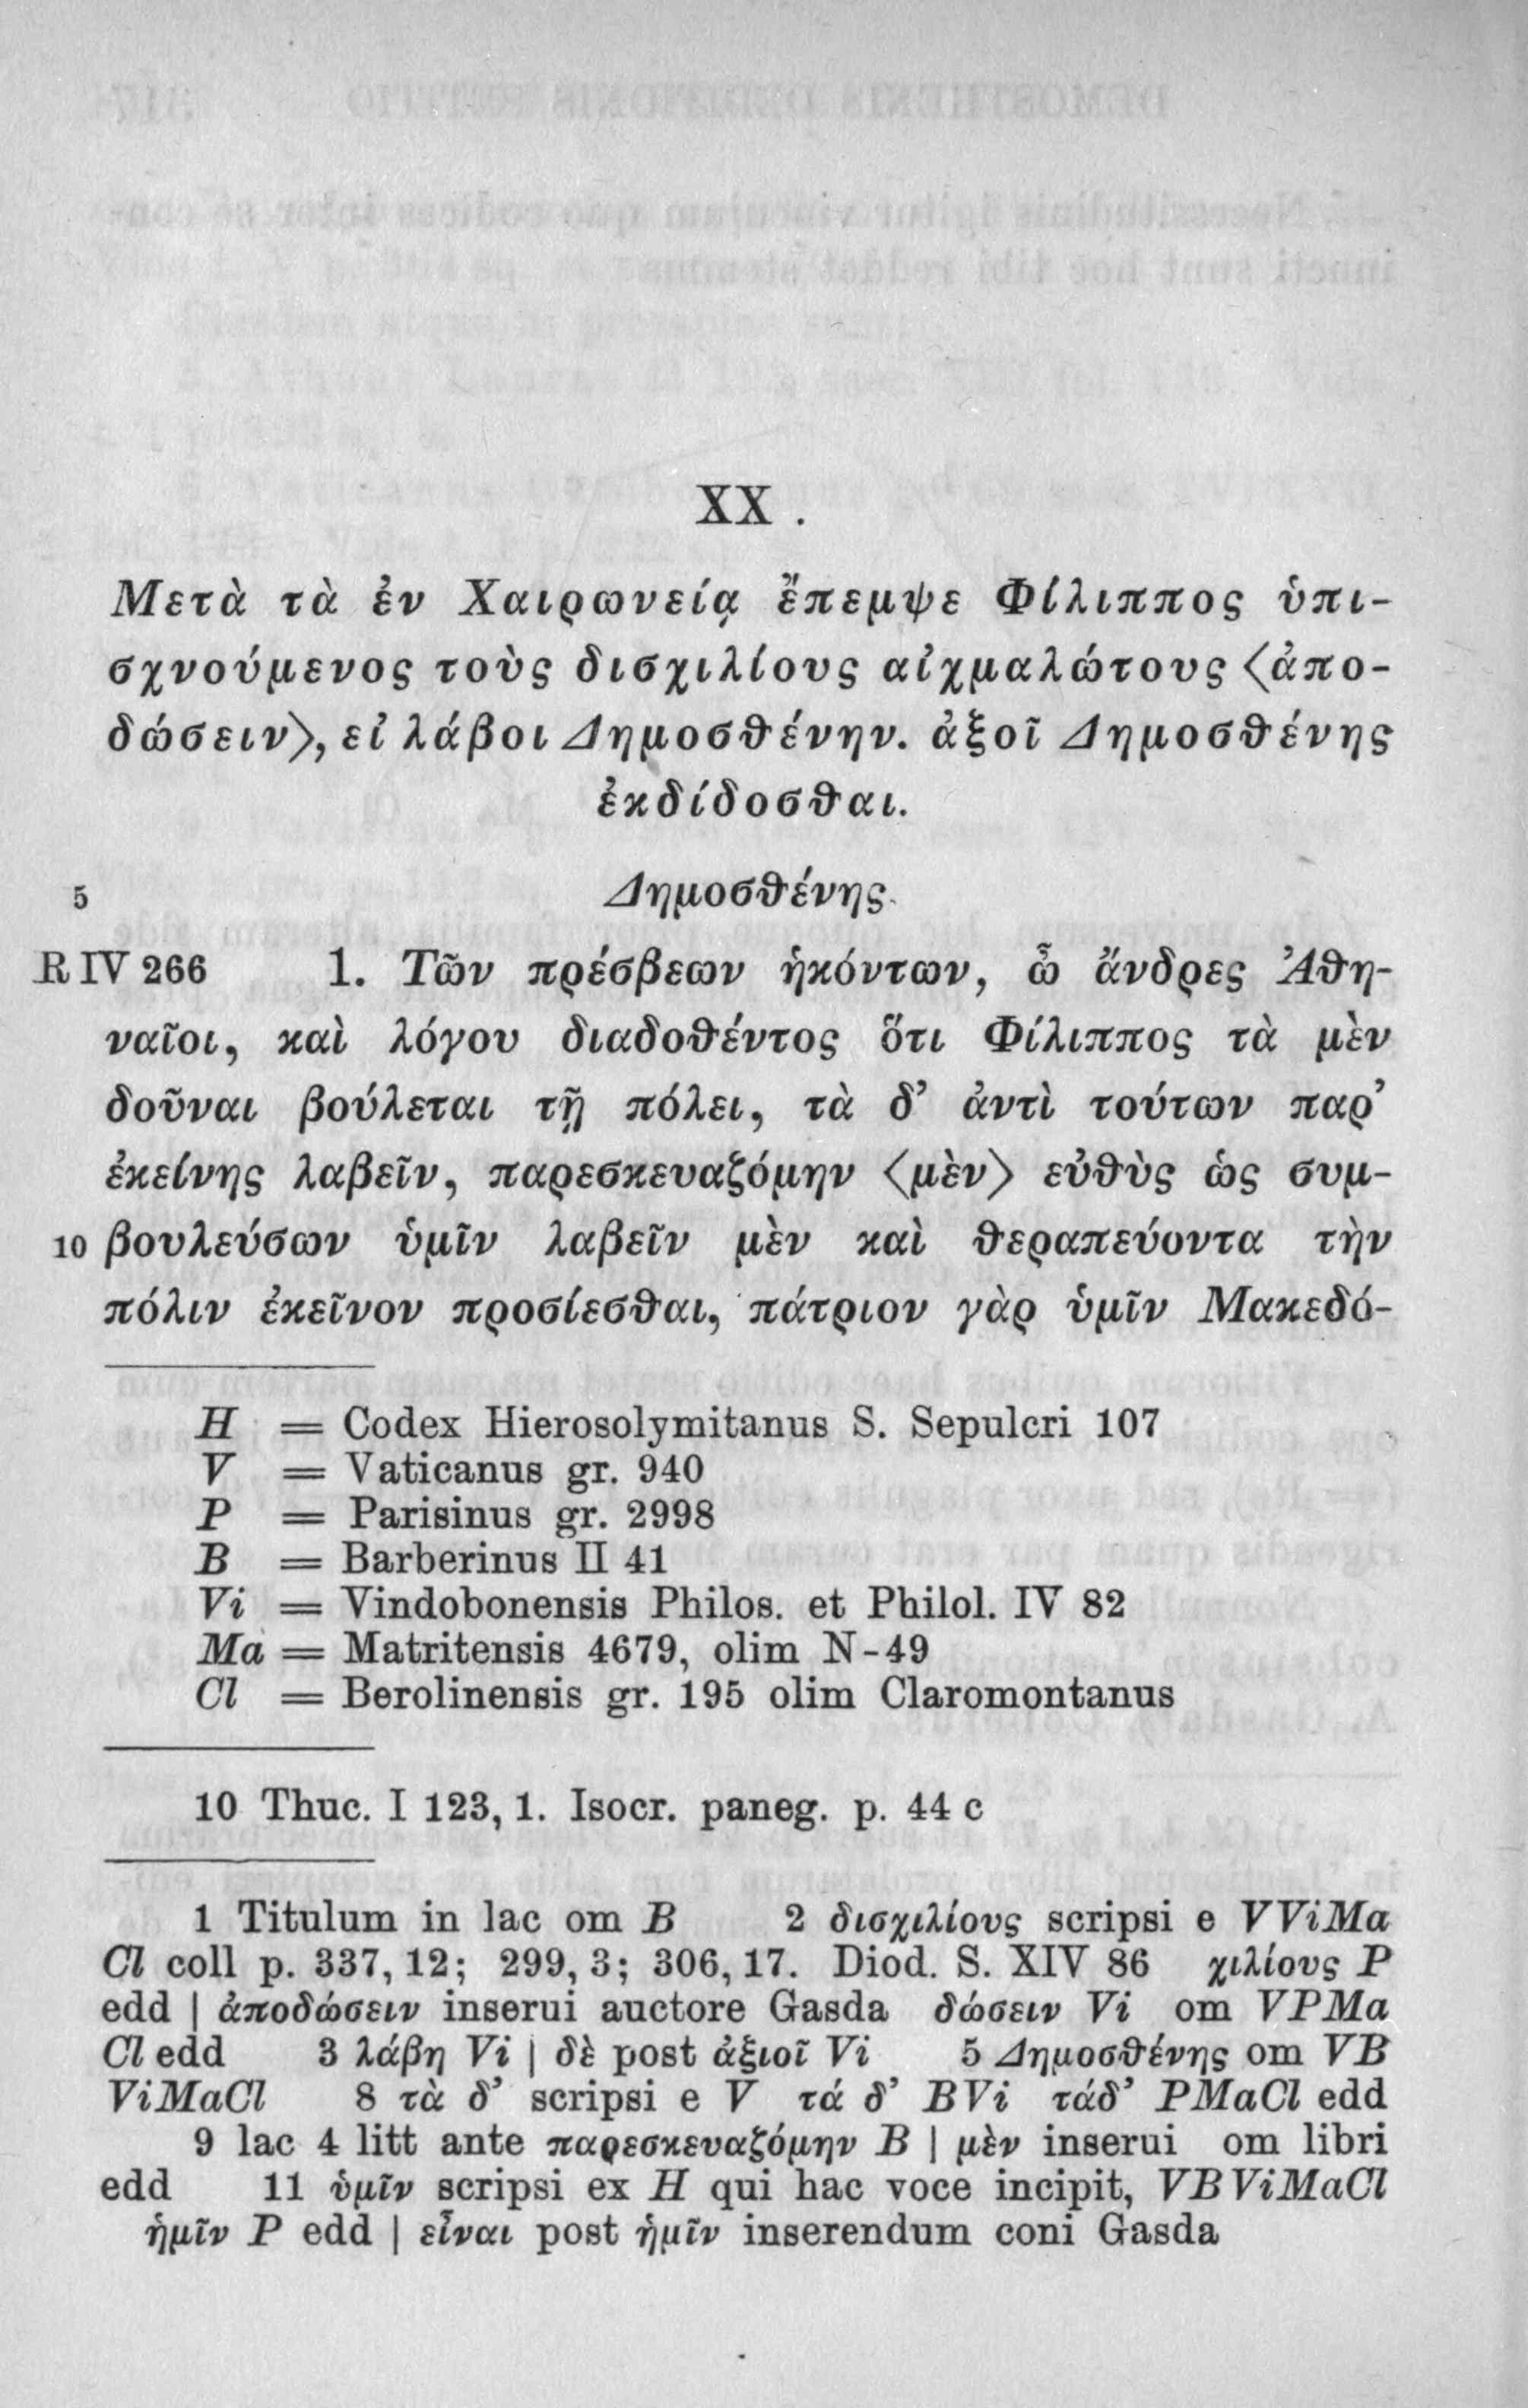 XX.
Μετὰ τὰ ἐν Χαιρωνείᾳ ἔπεμψε Φίλιππος ὑπι-
σχνούμενος τοὺς δισχιλίους αἰχμαλώτους ⟨ἀπο-
δώσειν⟩, εἰ λάβοι Δημοσθένην. ἀξιοῖ Δημοσθένης
ἐκδίδοσθαι.
5 Δημοσθένης.
R IV 266 1. Τῶν πρέσβεων ἡκόντων, ὦ ἄνδρες Ἀθη-
ναῖοι, καὶ λόγου διαδοθέντος ὅτι Φίλιππος τὰ μὲν
δοῦναι βούλεται τῇ πόλει, τὰ δ’ ἀντὶ τούτων παρ’
ἐκείνης λαβεῖν, παρεσκευαζόμην ⟨μὲν⟩ εὐθὺς ὡς συμ-
10 βουλεύσων ὑμῖν λαβεῖν μὲν καὶ θεραπεύοντα τὴν
πόλιν ἐκεῖνον προσίεσθαι, πάτριον γὰρ ὑμῖν Μακεδό-
H = Codex Hierosolymitanus S. Sepulcri 107
V = Vaticanus gr. 940
P = Parisinus gr. 2998
B = Barberinus II 41
Vi = Vindobonensis Philos. et Philol. IV 82
Ma = Matritensis 4679, olim N-49
Cl = Berolinensis gr. 195 olim Claromontanus
10 Thuc. I 123, 1. Isocr. paneg. p. 44 c
1 Titulum in lac om B 2 δισχιλίους scripsi e VViMa
Cl coll p. 337, 12; 299, 3; 306, 17. Diod. S. XIV 86 χιλίους P
edd | ἀποδώσειν inserui auctore Gasda δώσειν Vi om VPMa
Cl edd 3 λάβη Vi | δὲ post ἀξιοῖ Vi 5 Δημοσθένης om VB
ViMaCl 8 τὰ δ’ scripsi e V τά δ’ BVi τάδ’ PMaCl edd
9 lac 4 litt ante παρεσκευαζόμην B | μὲν inserui om libri
edd 11 ὑμῖν scripsi ex H qui hac voce incipit, VBViMaCl
ἡμῖν P edd | εἶναι post ἡμῖν inserendum coni Gasda